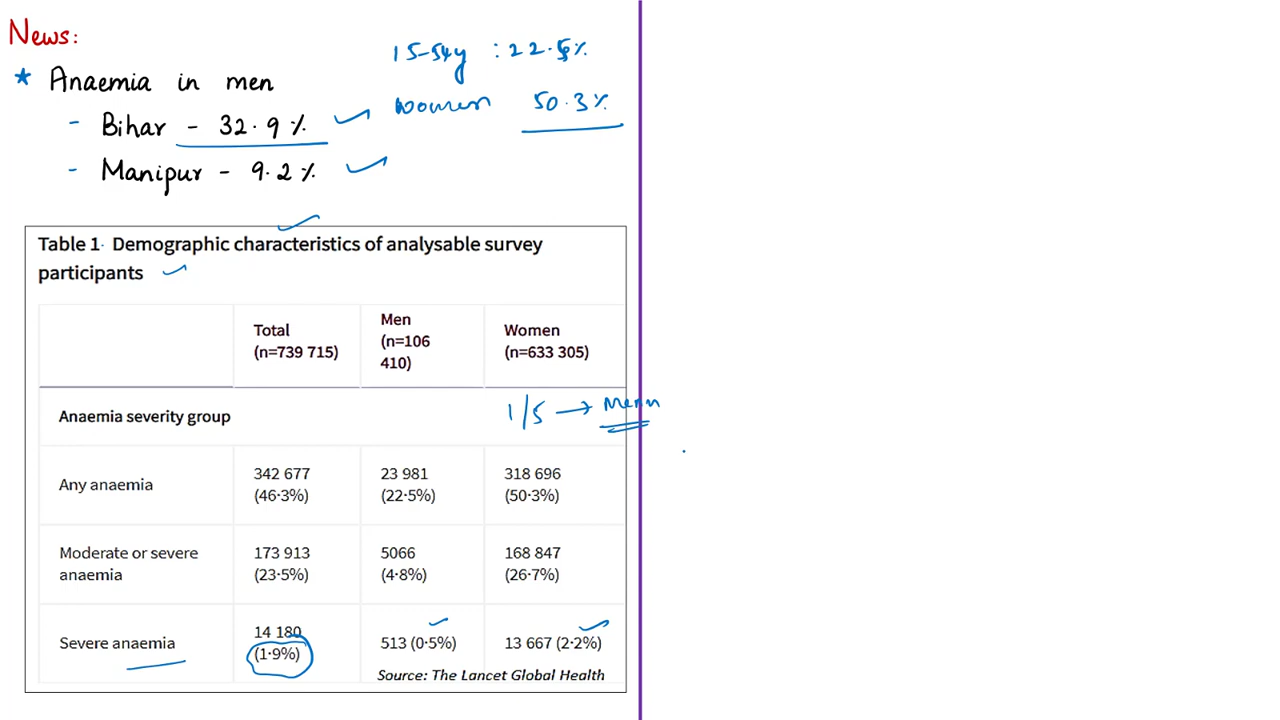 News:
15-54y : 22.5%
* Anaemia in men
women 50.3%
- Bihar - 32.9%
- Manipur - 9.2%
Table 1. Demographic characteristics of analysable survey
participants
Total
(n=739 715)
Men
(n=106
410)
Women
(n=633 305)
Anaemia severity group
1/5 → Men
Any anaemia
342 677
(46·3%)
23 981
(22·5%)
318 696
(50·3%)
Moderate or severe
anaemia
173 913
(23·5%)
5066
(4·8%)
168 847
(26·7%)
Severe anaemia
14 180
(1·9%)
513 (0·5%)
13 667 (2·2%)
Source: The Lancet Global Health